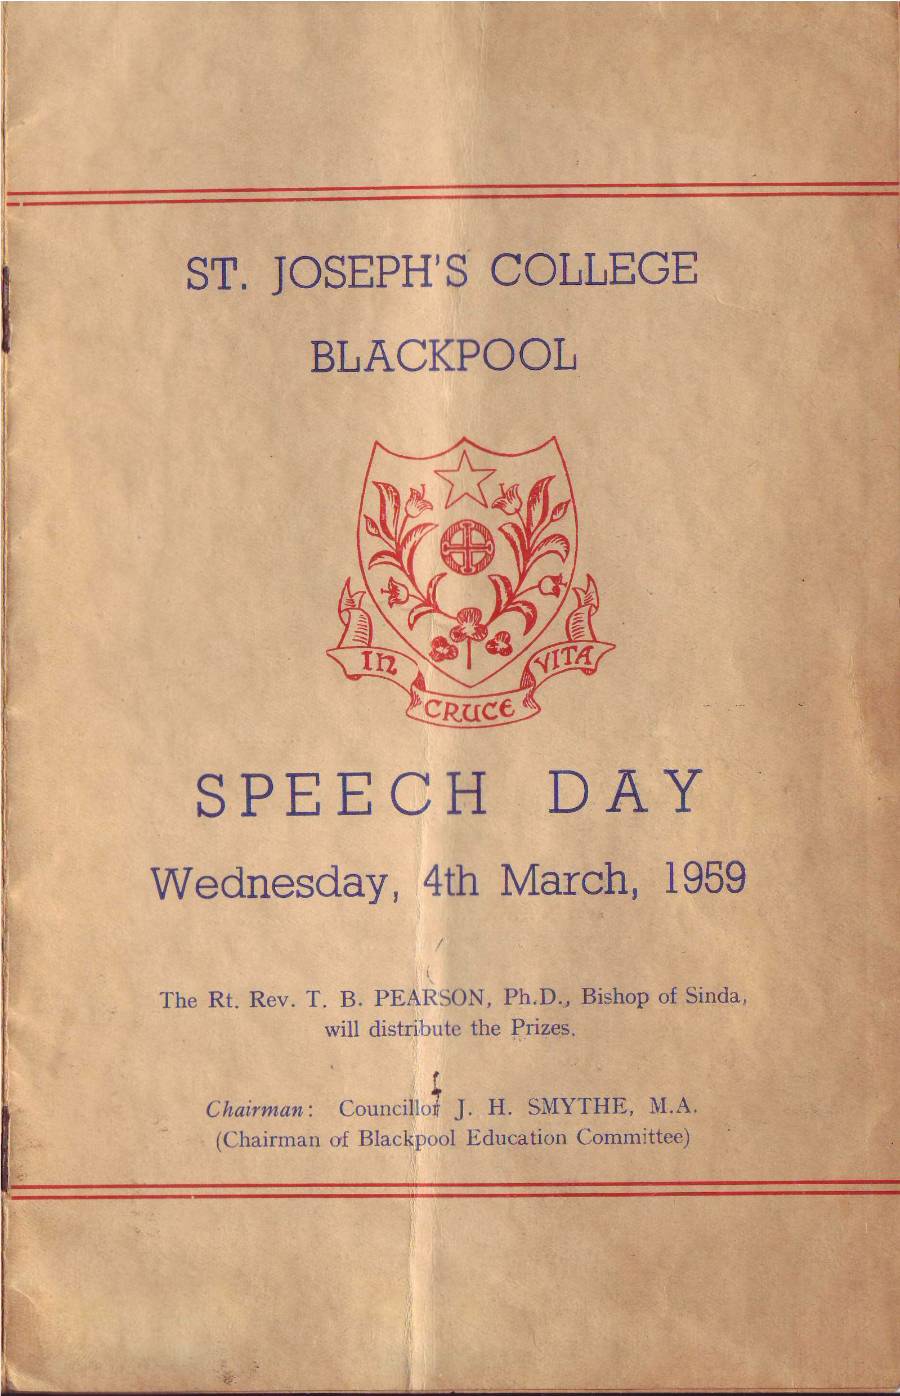 ST. JOSEPH'S COLLEGE
BLACKPOOL
In
CRUCE
VITA
SPEECH DAY
Wednesday, 4th March, 1959
The Rt. Rev. T. B. PEARSON, Ph.D., Bishop of Sinda,
will distribute the Prizes.
Chairman: Councillor J. H. SMYTHE, M.A.
(Chairman of Blackpool Education Committee)